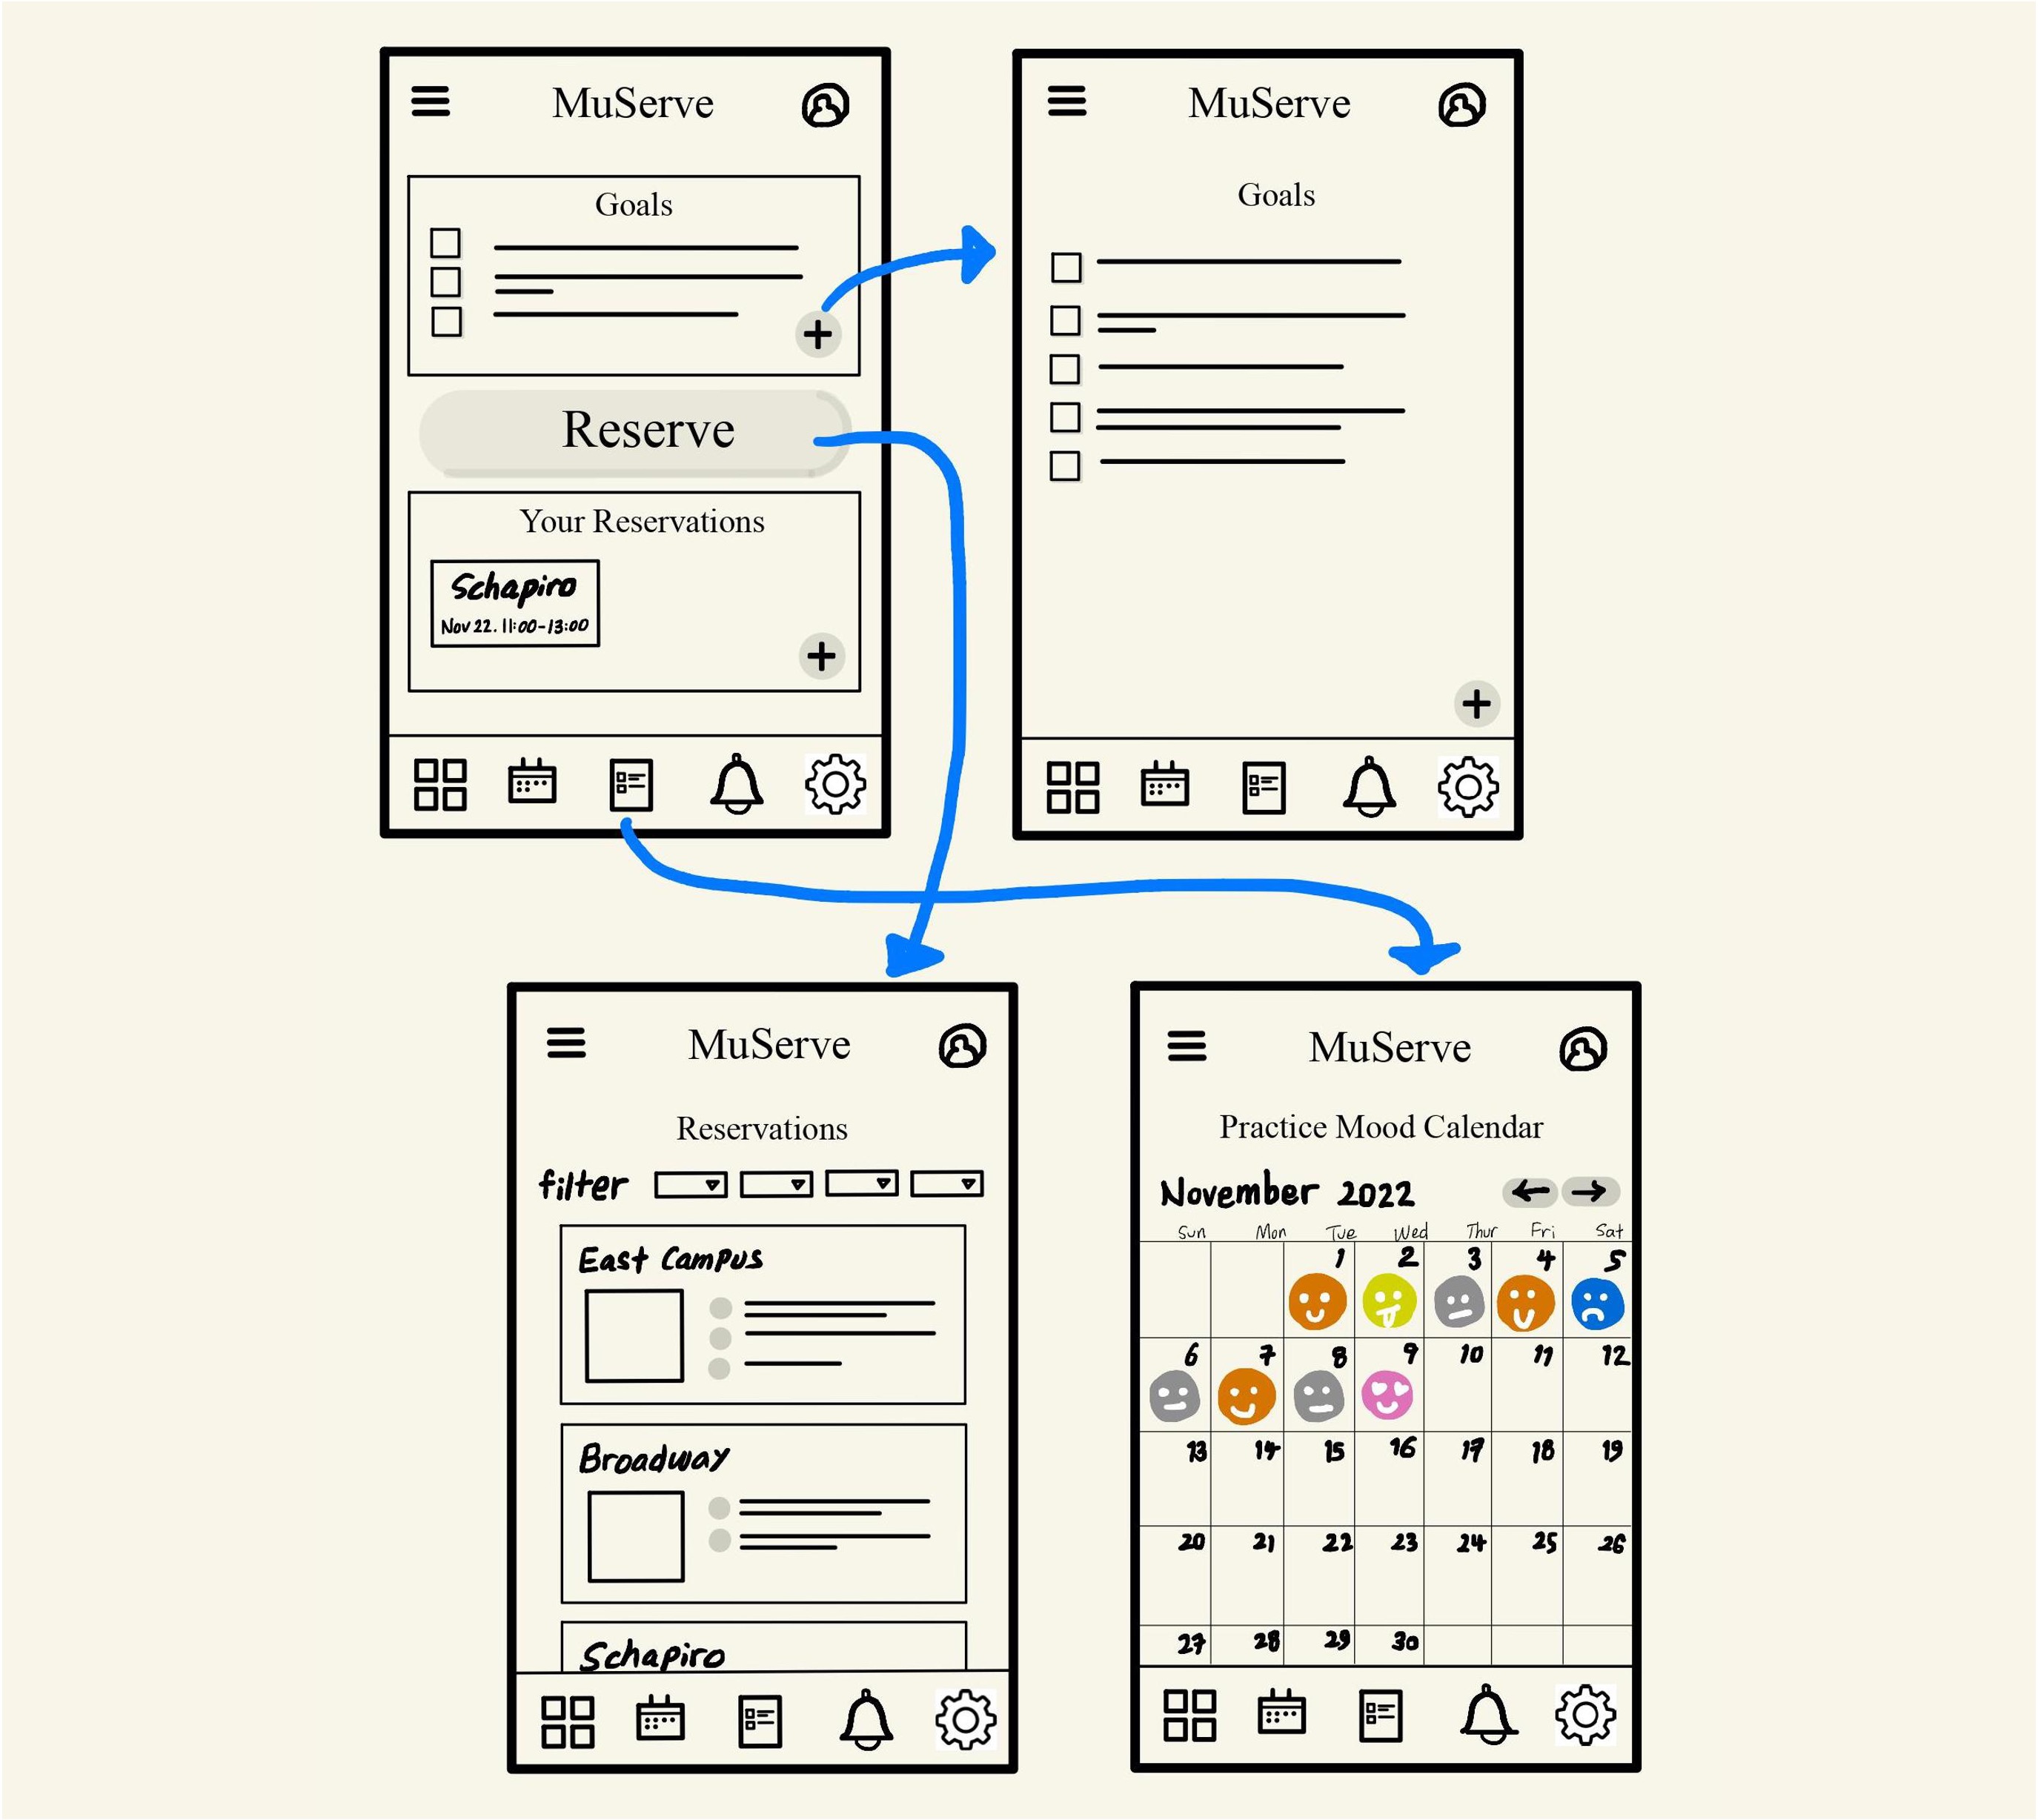 MuServe
Goals
Reserve
Your Reservations
Schapiro
Nov 22. 11:00-13:00
MuServe
Goals
MuServe
Reservations
filter
East Campus
Broadway
Schapiro
MuServe
Practice Mood Calendar
November 2022
Sun Mon Tue Wed Thur Fri Sat
1 2 3 4 5
6 7 8 9 10 11 12
13 14 15 16 17 18 19
20 21 22 23 24 25 26
27 28 29 30